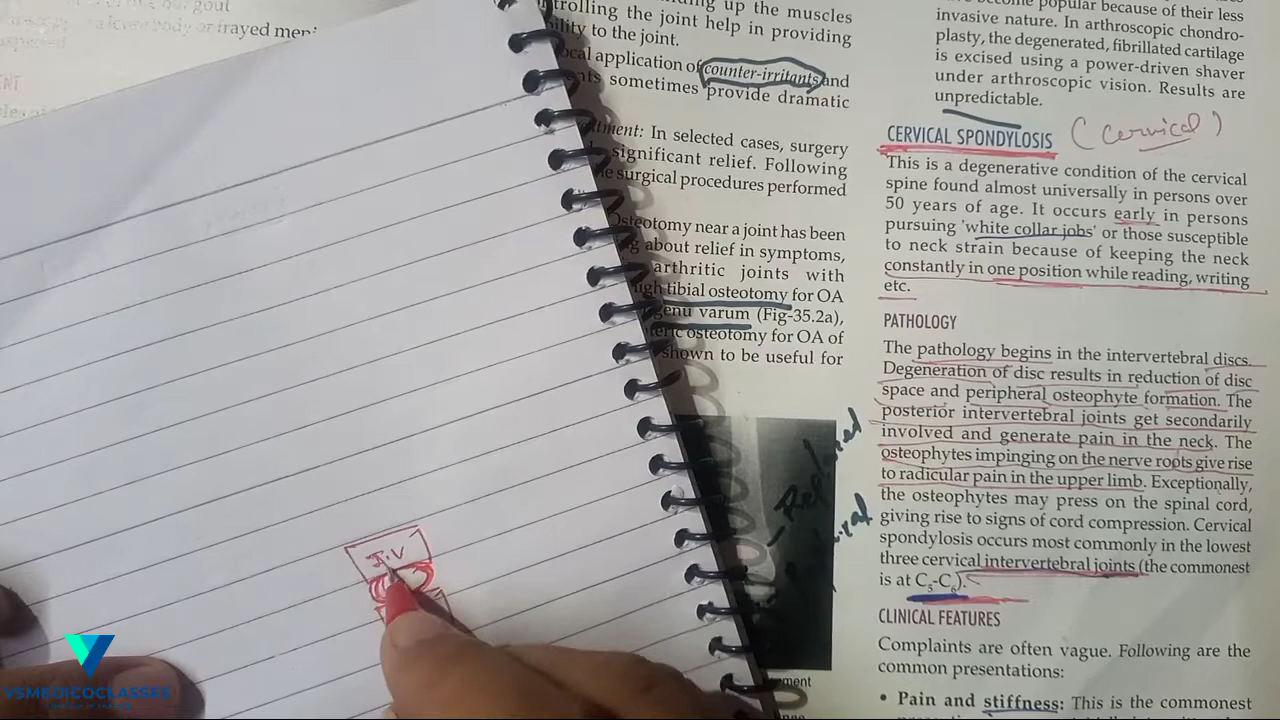 gout
body or frayed
up the muscles
trolling the joint help in providing
to the joint.
application of counter-irritants and
sometimes provide dramatic
In selected cases, surgery
significant relief. Following
surgical procedures performed
Osteotomy near a joint has been
about relief in symptoms,
arthritic joints with
tibial osteotomy for OA
genu varum (Fig-35.2a),
osteotomy for OA of
shown to be useful for
become popular because of their less
invasive nature. In arthroscopic chondro-
plasty, the degenerated, fibrillated cartilage
is excised using a power-driven shaver
under arthroscopic vision. Results are
unpredictable.
CERVICAL SPONDYLOSIS (Cervical)
This is a degenerative condition of the cervical
spine found almost universally in persons over
50 years of age. It occurs early in persons
pursuing 'white collar jobs' or those susceptible
to neck strain because of keeping the neck
constantly in one position while reading, writing
etc.
PATHOLOGY
The pathology begins in the intervertebral discs.
Degeneration of disc results in reduction of disc
space and peripheral osteophyte formation. The
posterior intervertebral joints get secondarily
involved and generate pain in the neck. The
osteophytes impinging on the nerve roots give rise
to radicular pain in the upper limb. Exceptionally,
the osteophytes may press on the spinal cord,
giving rise to signs of cord compression. Cervical
spondylosis occurs most commonly in the lowest
three cervical intervertebral joints (the commonest
is at C5-C6).
CLINICAL FEATURES
Complaints are often vague. Following are the
common presentations:
• Pain and stiffness: This is the commonest
VSMEDICOCLASSES